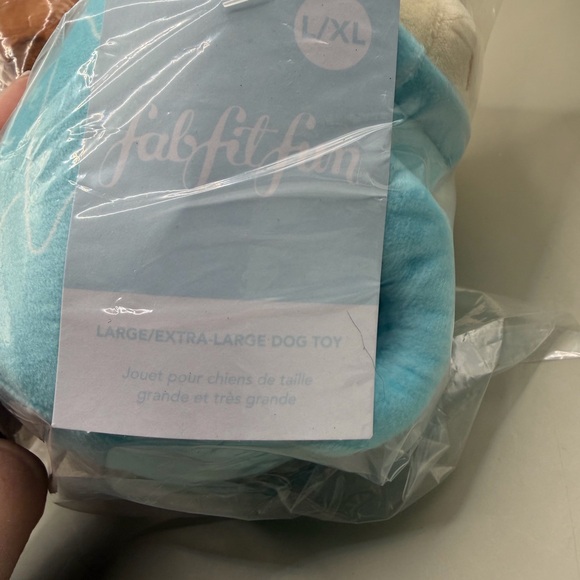 L/XL
fabfitfun
LARGE/EXTRA-LARGE DOG TOY
Jouet pour chiens de taille
grande et très grande